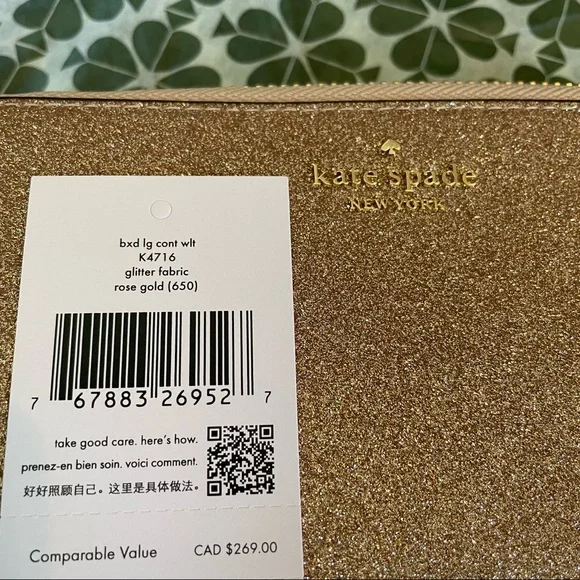 kate spade
NEW YORK
bxd lg cont wlt
K4716
glitter fabric
rose gold (650)
7 67883 26952 7
take good care. here's how.
prenez-en bien soin. voici comment.
好好照顾自己。这里是具体做法。
Comparable Value CAD $269.00